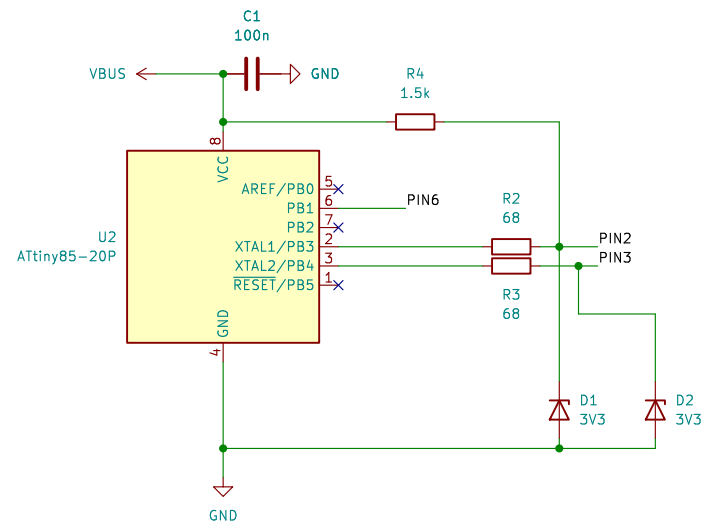 C1
100n
VBUS
GND
R4
1.5k
8
VCC
AREF/PB0
5
PB1
6
PIN6
PB2
7
R2
68
U2
ATtiny85-20P
XTAL1/PB3
2
PIN2
XTAL2/PB4
3
PIN3
RESET/PB5
1
R3
68
GND
4
D1
3V3
D2
3V3
GND